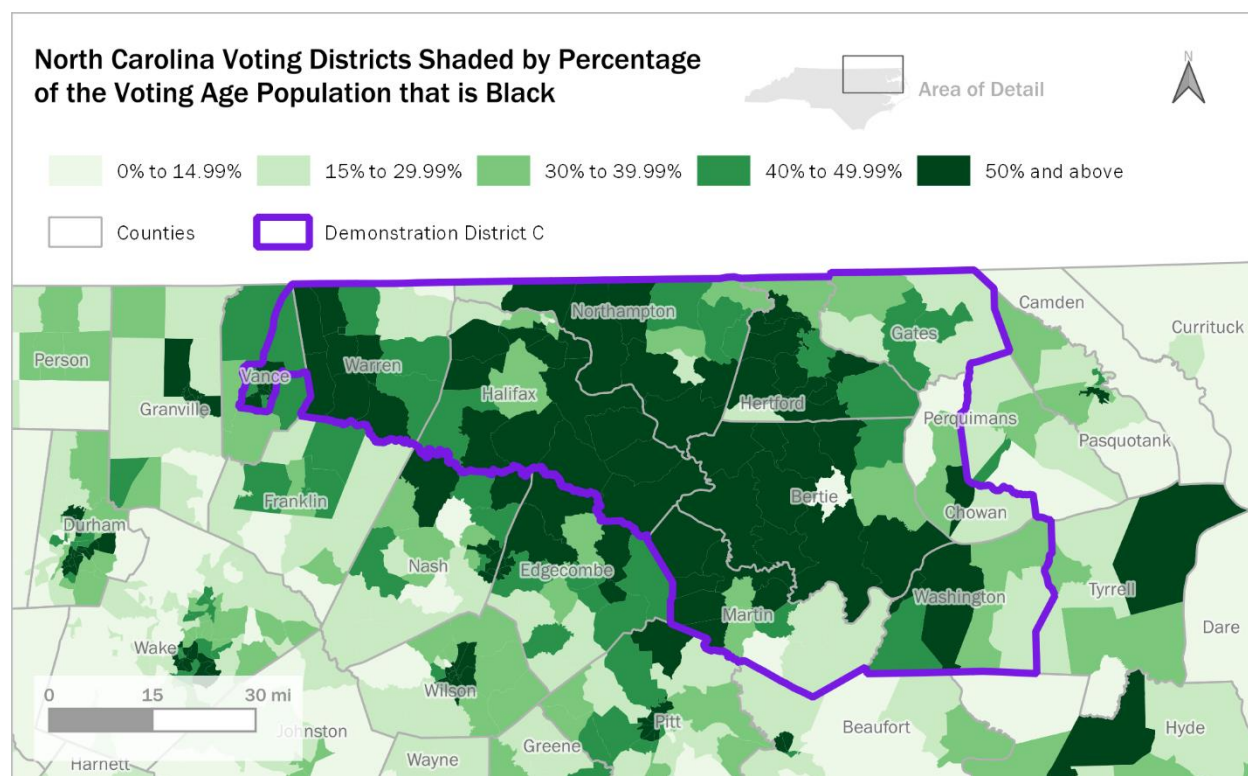 North Carolina Voting Districts Shaded by Percentage
of the Voting Age Population that is Black
Area of Detail
N
0% to 14.99%
15% to 29.99%
30% to 39.99%
40% to 49.99%
50% and above
Counties
Demonstration District C
Camden
Currituck
Northampton
Gates
Person
Warren
Vance
Halifax
Granville
Hertford
Perquimans
Pasquotank
Franklin
Bertie
Chowan
Durham
Nash
Edgecombe
Washington
Tyrrell
Martin
Dare
Wake
Wilson
0 15 30 mi
Johnston
Pitt
Beaufort
Hyde
Greene
Wayne
Harnett